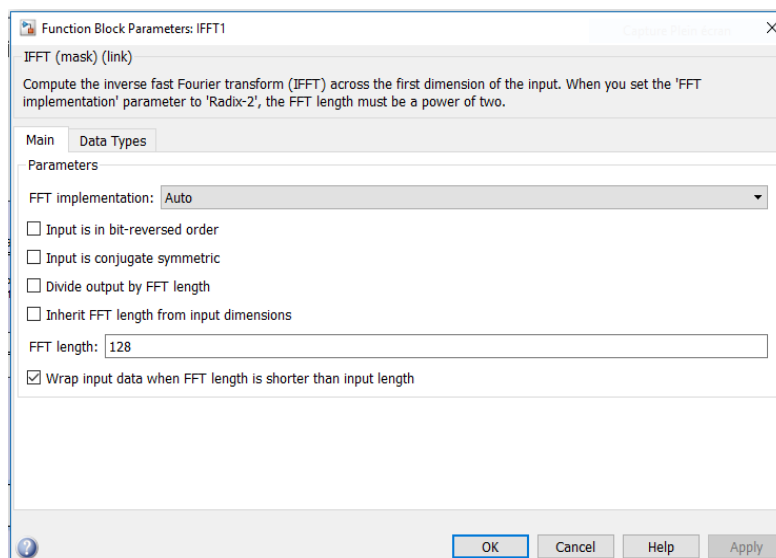 Function Block Parameters: IFFT1
IFFT (mask) (link)
Compute the inverse fast Fourier transform (IFFT) across the first dimension of the input. When you set the 'FFT
implementation' parameter to 'Radix-2', the FFT length must be a power of two.
Main Data Types
Parameters
FFT implementation: Auto
Input is in bit-reversed order
Input is conjugate symmetric
Divide output by FFT length
Inherit FFT length from input dimensions
FFT length: 128
Wrap input data when FFT length is shorter than input length
OK Cancel Help Apply